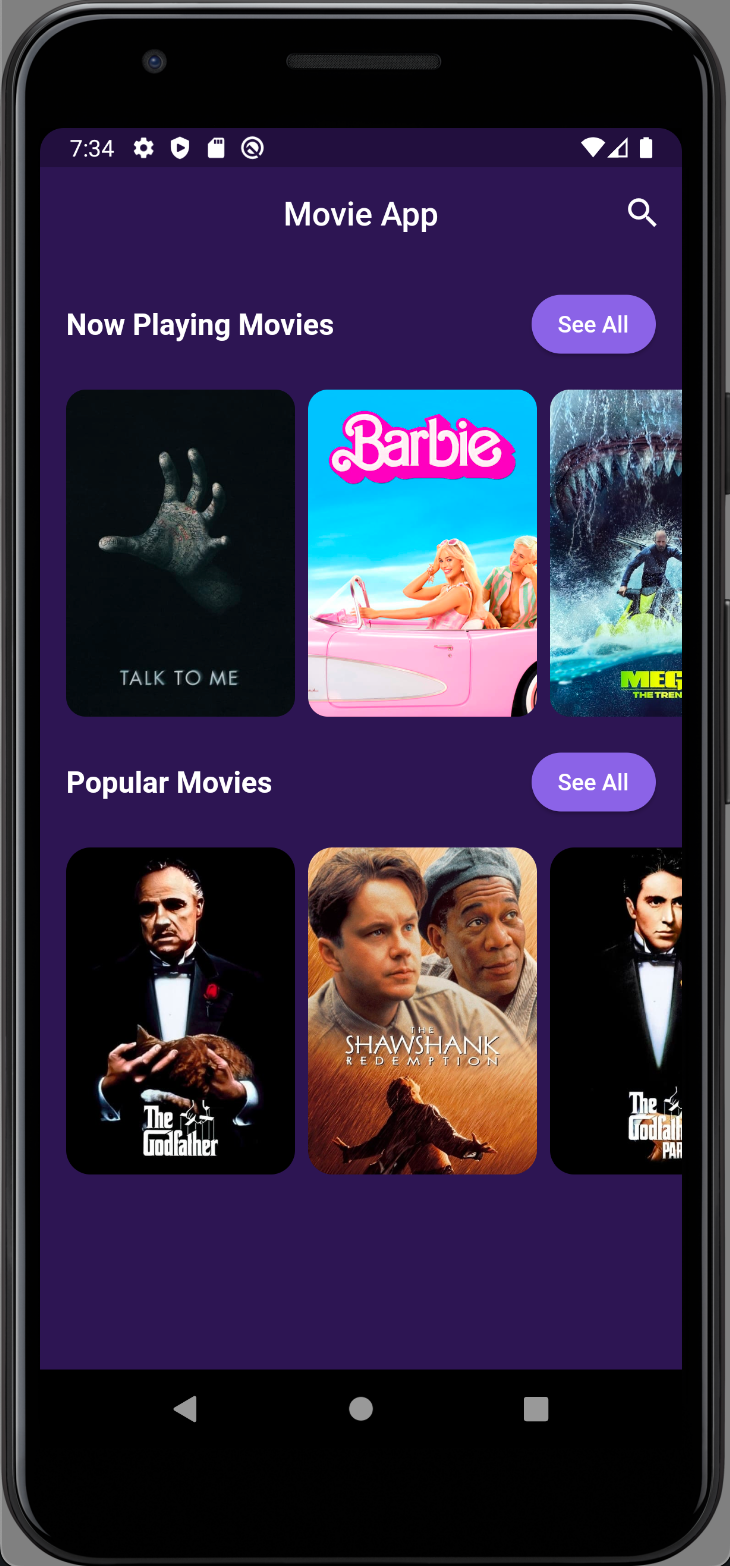 7:34
Movie App
Now Playing Movies
See All
TALK TO ME
Barbie
MEG
THE TREN
Popular Movies
See All
The
Godfather
THE
SHAWSHANK
REDEMPTION
The
Godfath
PAR